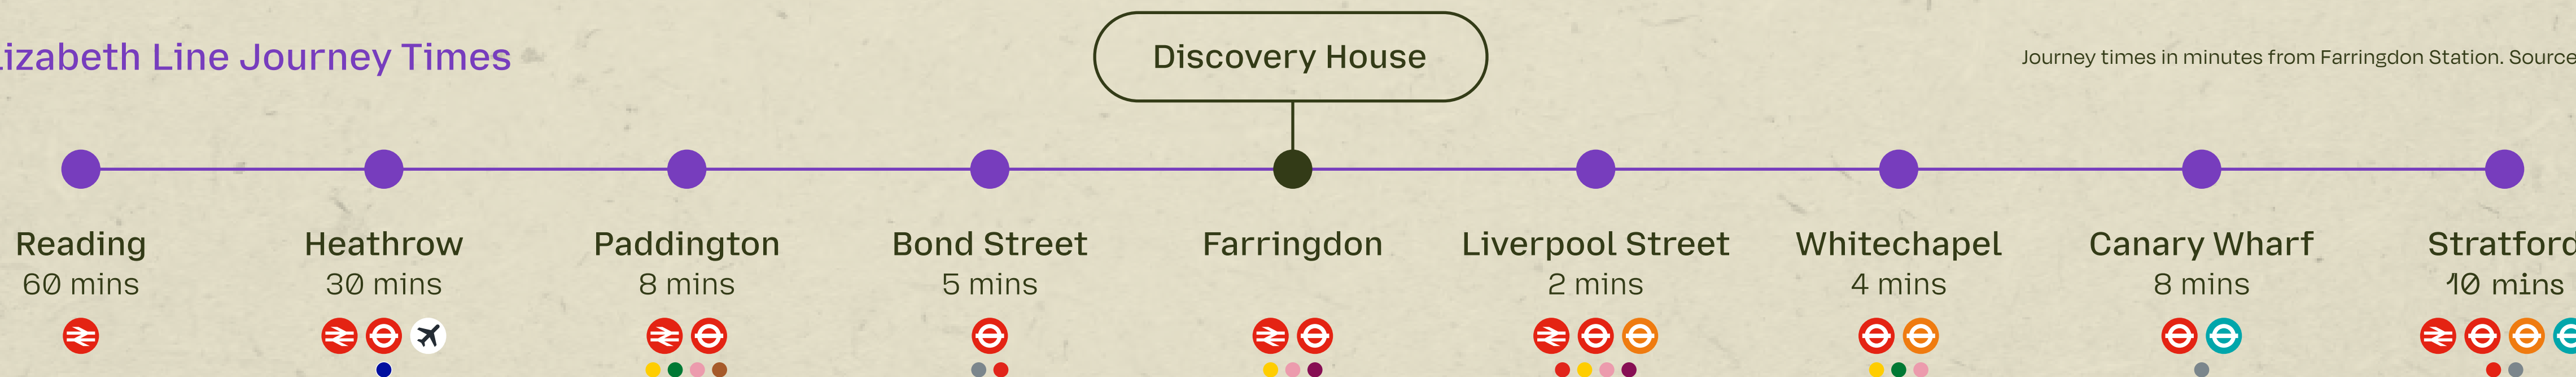 lizabeth Line Journey Times
Discovery House
Journey times in minutes from Farringdon Station. Source
Reading
60 mins
Heathrow
30 mins
Paddington
8 mins
Bond Street
5 mins
Farringdon
Liverpool Street
2 mins
Whitechapel
4 mins
Canary Wharf
8 mins
Stratford
10 mins